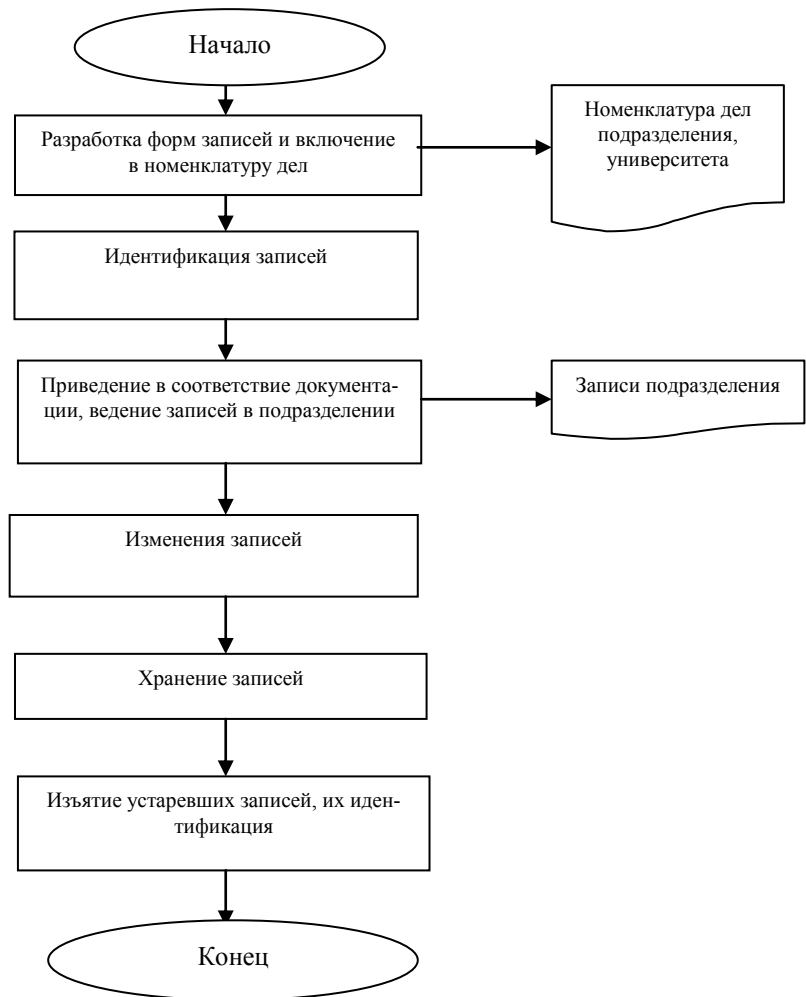 Начало
Разработка форм записей и включение
в номенклатуру дел
Номенклатура дел
подразделения,
университета
Идентификация записей
Приведение в соответствие документа-
ции, ведение записей в подразделении
Записи подразделения
Изменения записей
Хранение записей
Изъятие устаревших записей, их иден-
тификация
Конец